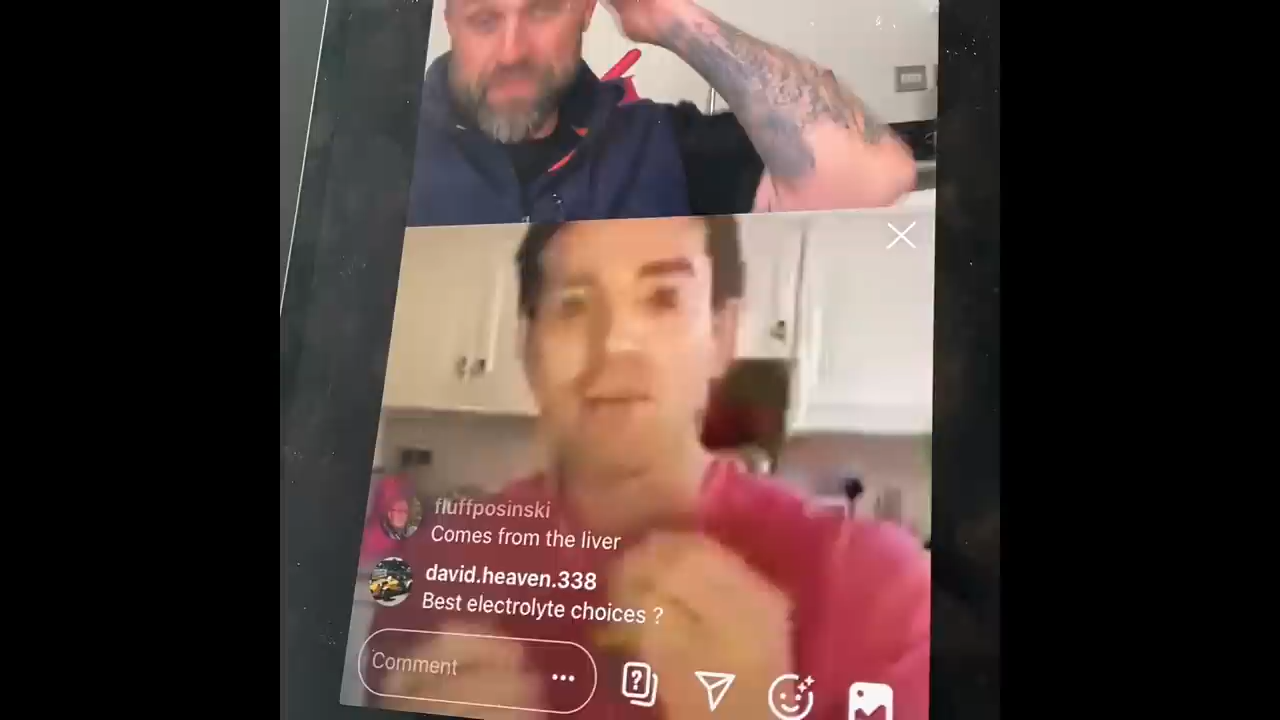 fluffposinski
Comes from the liver
david.heaven.338
Best electrolyte choices ?
Comment